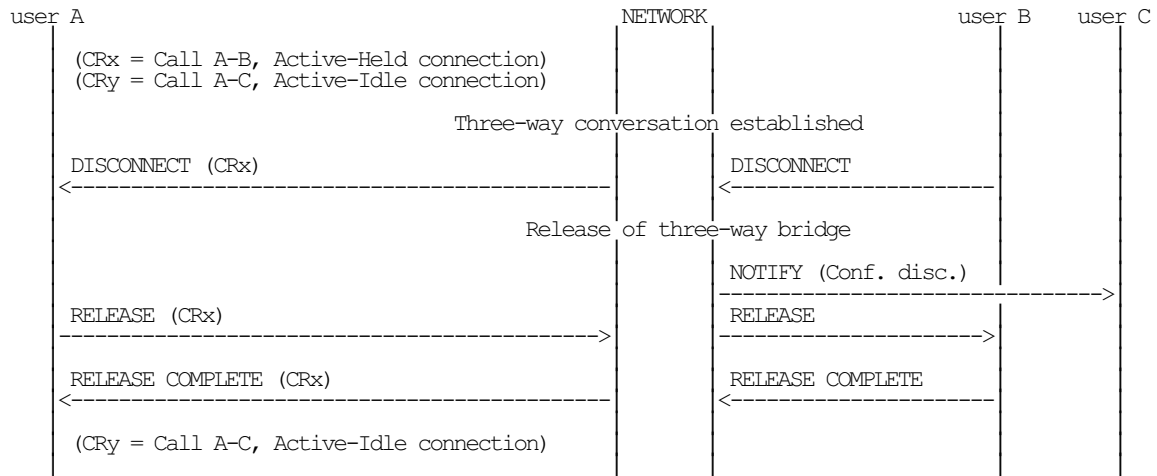 user A NETWORK user B user C
(CRx = Call A-B, Active-Held connection)
(CRy = Call A-C, Active-Idle connection)
Three-way conversation established
DISCONNECT (CRx) DISCONNECT
Release of three-way bridge
NOTIFY (Conf. disc.)
RELEASE (CRx) RELEASE
RELEASE COMPLETE (CRx) RELEASE COMPLETE
(CRy = Call A-C, Active-Idle connection)